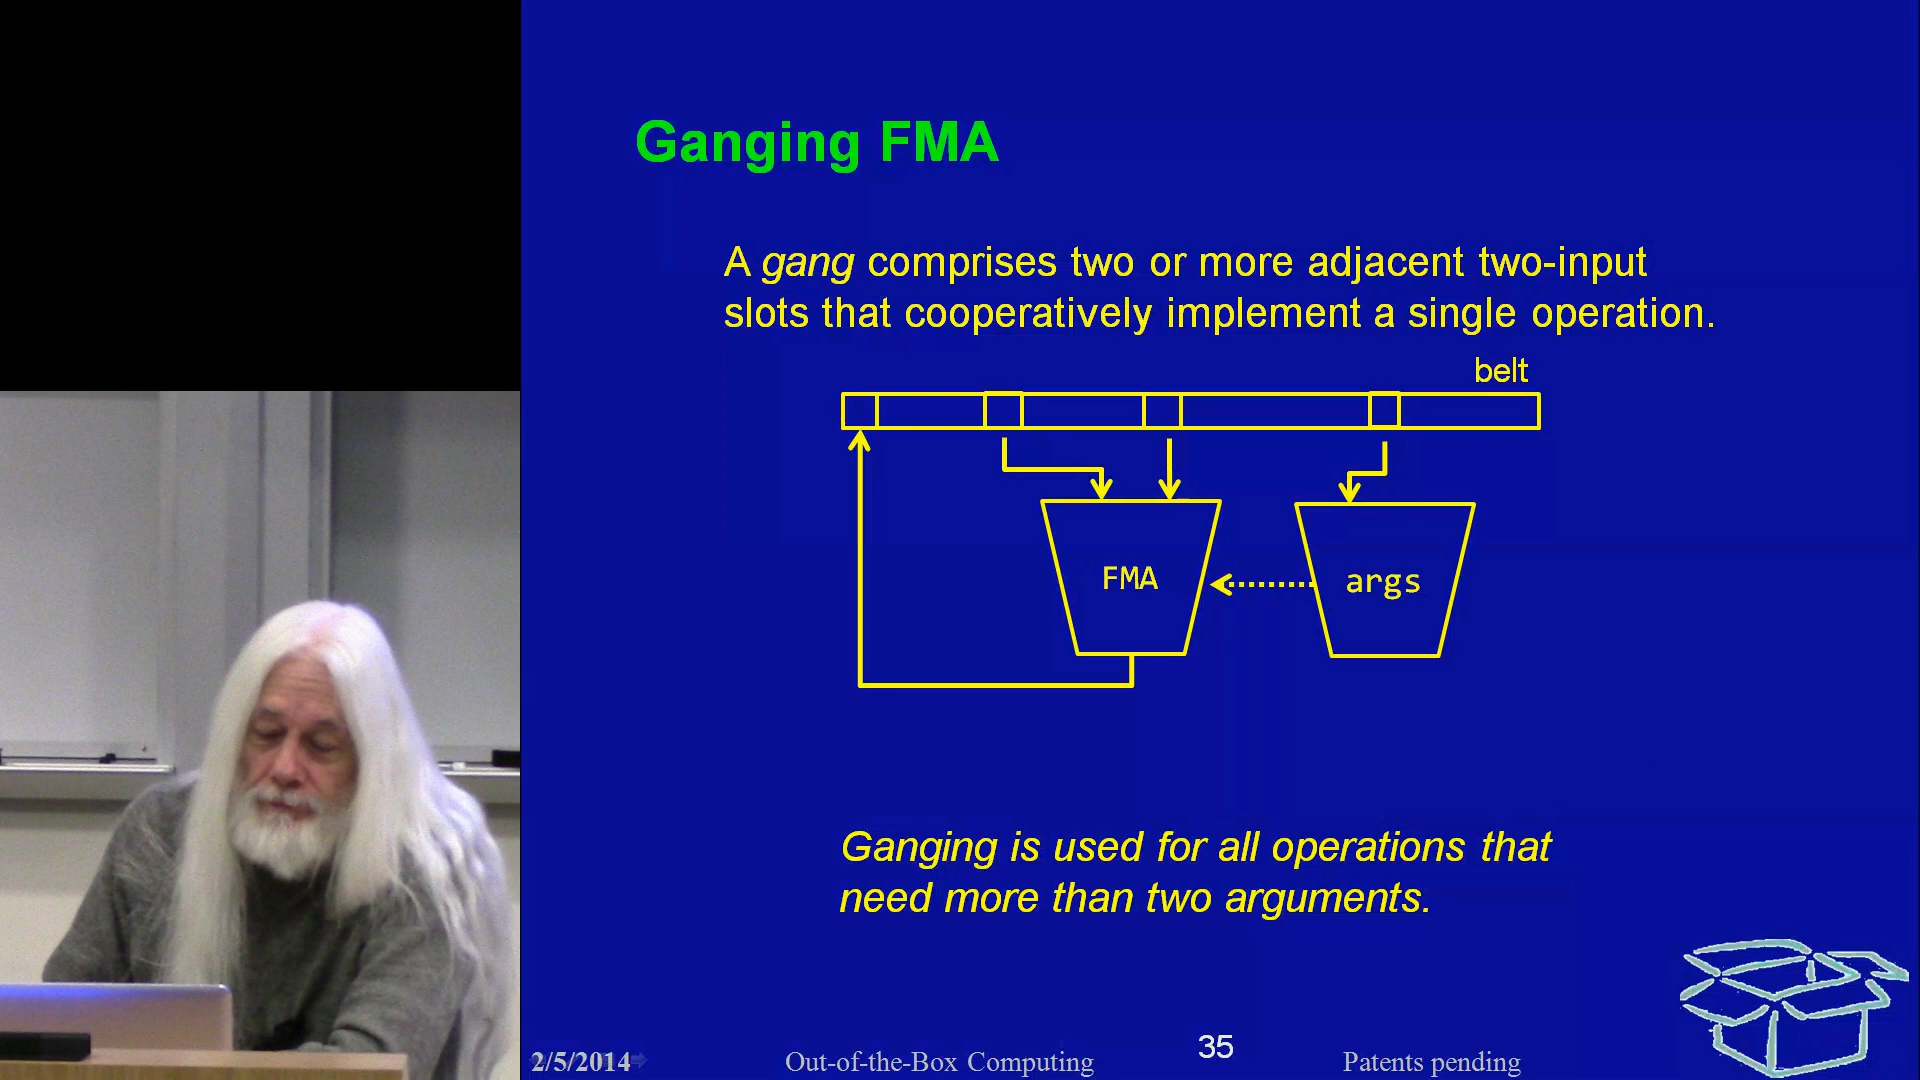 Ganging FMA
A gang comprises two or more adjacent two-input
slots that cooperatively implement a single operation.
belt
FMA
args
Ganging is used for all operations that
need more than two arguments.
2/5/2014
Out-of-the-Box Computing
35
Patents pending